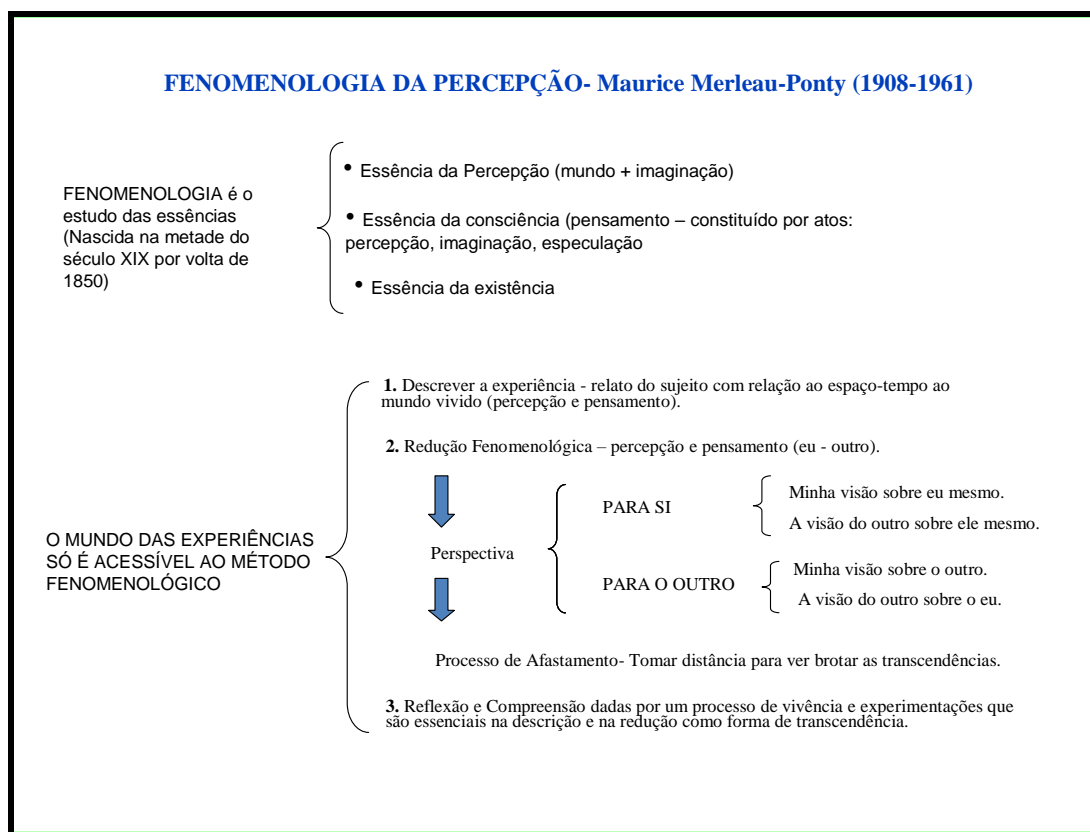 FENOMENOLOGIA DA PERCEPÇÃO- Maurice Merleau-Ponty (1908-1961)
FENOMENOLOGIA é o
estudo das essências
(Nascida na metade do
século XIX por volta de
1850)
• Essência da Percepção (mundo + imaginação)
• Essência da consciência (pensamento – constituído por atos:
percepção, imaginação, especulação
• Essência da existência
O MUNDO DAS EXPERIÊNCIAS
SÓ É ACESSÍVEL AO MÉTODO
FENOMENOLÓGICO
1. Descrever a experiência - relato do sujeito com relação ao espaço-tempo ao
mundo vivido (percepção e pensamento).
2. Redução Fenomenológica – percepção e pensamento (eu - outro).
Perspectiva
PARA SI
Minha visão sobre eu mesmo.
A visão do outro sobre ele mesmo.
PARA O OUTRO
Minha visão sobre o outro.
A visão do outro sobre o eu.
Processo de Afastamento- Tomar distância para ver brotar as transcendências.
3. Reflexão e Compreensão dadas por um processo de vivência e experimentações que
são essenciais na descrição e na redução como forma de transcendência.